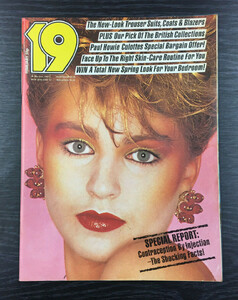 The New-Look Trouser Suits, Coats & Blazers
PLUS Our Pick Of The British Collections
Paul Howie Culottes Special Bargain Offer!
Face Up To The Right Skin-Care Routine For You
WIN A Total New Spring Look For Your Bedroom!
19
SPECIAL REPORT:
Contraception By Injection
-The Shocking Facts!